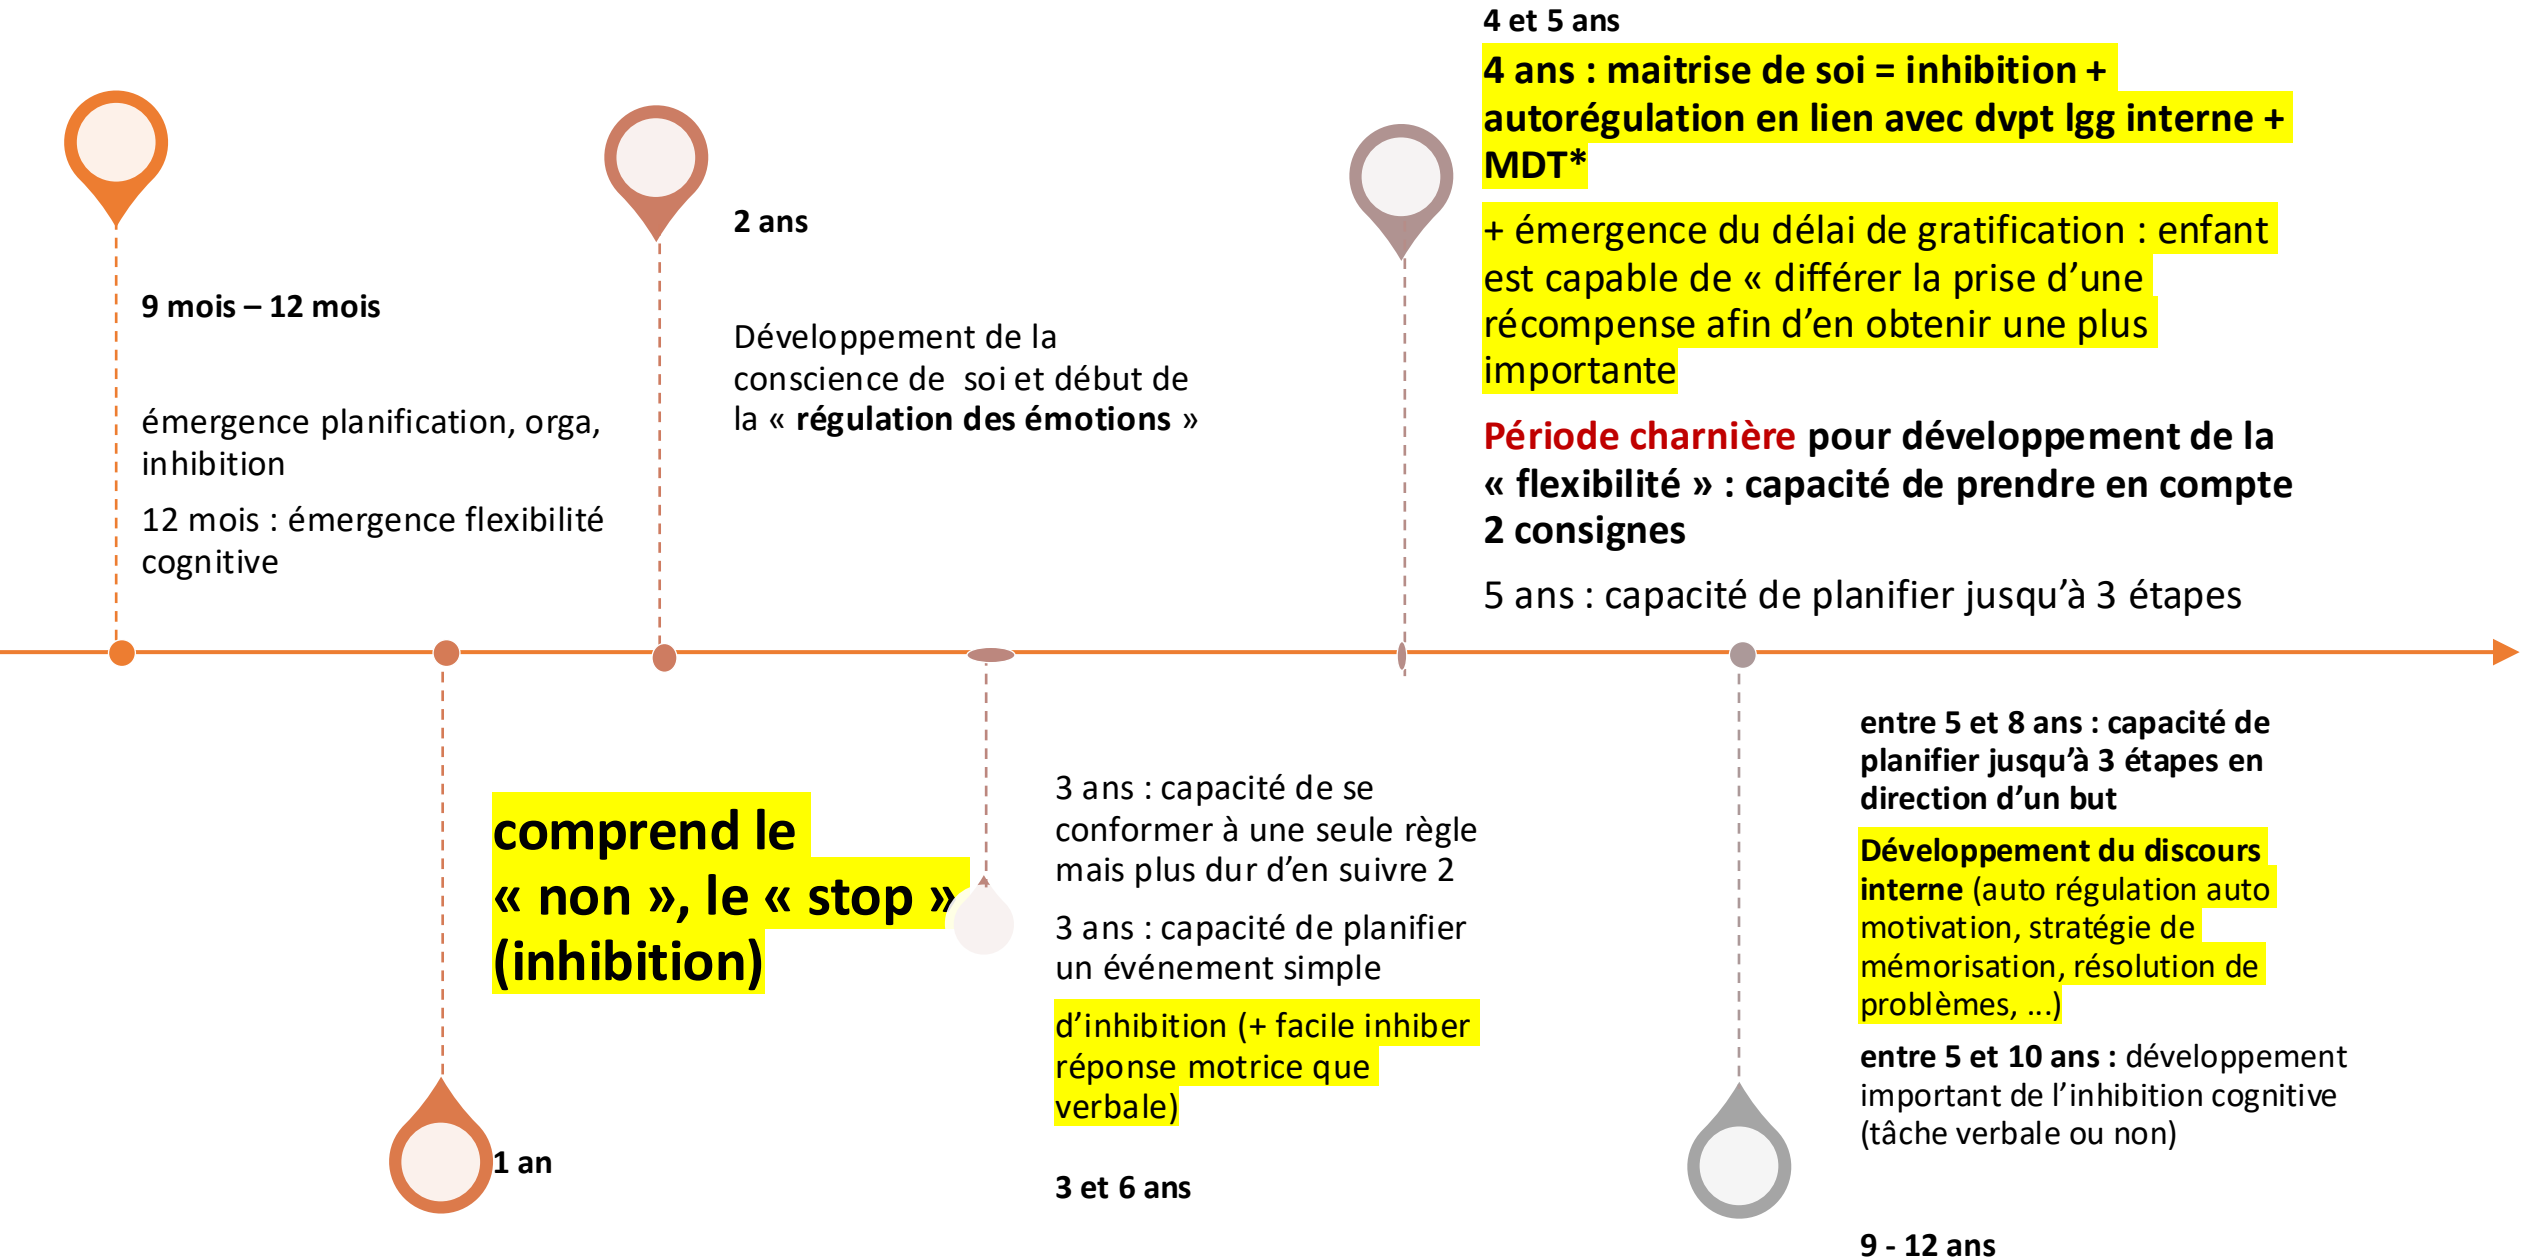 9 mois – 12 mois
émergence planification, orga,
inhibition
12 mois : émergence flexibilité
cognitive
comprend le
« non », le « stop »
(inhibition)
1 an
2 ans
Développement de la
conscience de soi et début de
la « régulation des émotions »
3 ans : capacité de se
conformer à une seule règle
mais plus dur d’en suivre 2
3 ans : capacité de planifier
un événement simple
d’inhibition (+ facile inhiber
réponse motrice que
verbale)
3 et 6 ans
4 et 5 ans
4 ans : maitrise de soi = inhibition +
autorégulation en lien avec dvpt lgg interne +
MDT*
+ émergence du délai de gratification : enfant
est capable de « différer la prise d’une
récompense afin d’en obtenir une plus
importante
Période charnière pour développement de la
« flexibilité » : capacité de prendre en compte
2 consignes
5 ans : capacité de planifier jusqu’à 3 étapes
entre 5 et 8 ans : capacité de
planifier jusqu’à 3 étapes en
direction d’un but
Développement du discours
interne (auto régulation auto
motivation, stratégie de
mémorisation, résolution de
problèmes, ...)
entre 5 et 10 ans : développement
important de l’inhibition cognitive
(tâche verbale ou non)
9 - 12 ans